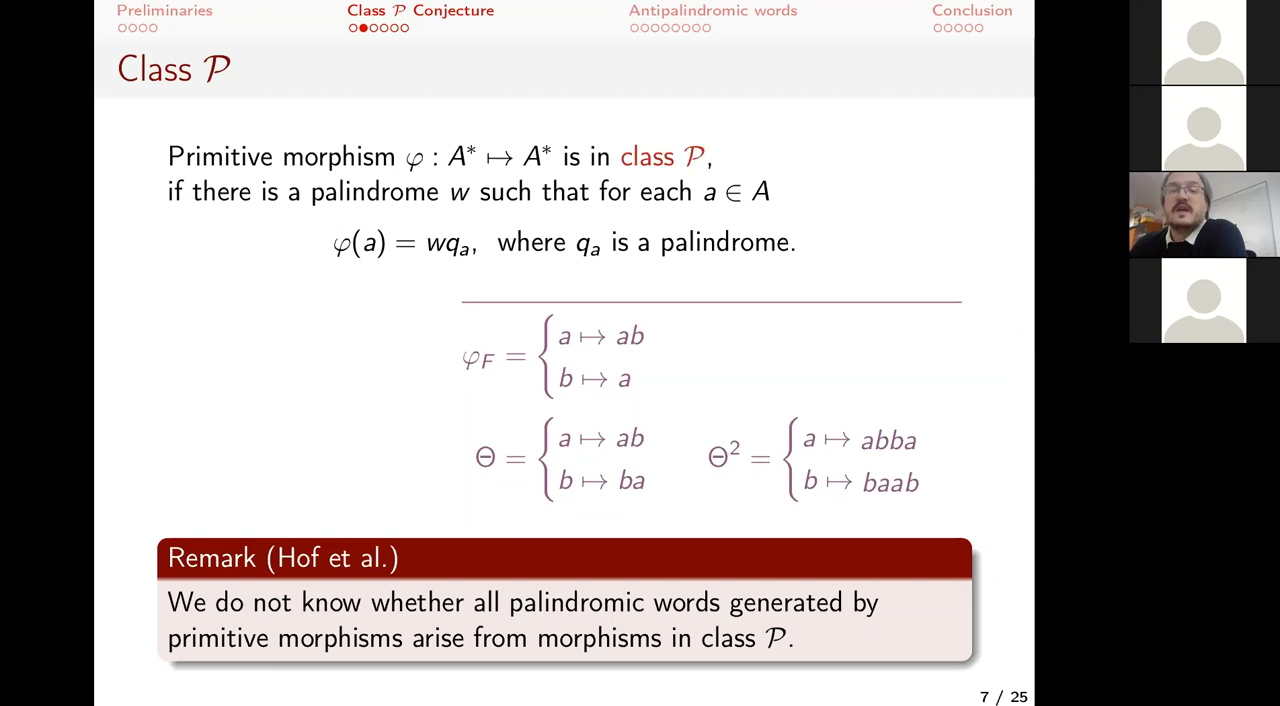 Preliminaries Class 𝒫 Conjecture Antipalindromic words Conclusion
Class 𝒫
Primitive morphism φ : A* ↦ A* is in class 𝒫,
if there is a palindrome w such that for each a ∈ A
φ(a) = wqₐ, where qₐ is a palindrome.
φ_F = { a ↦ ab
b ↦ a
Θ = { a ↦ ab
b ↦ ba
Θ² = { a ↦ abba
b ↦ baab
Remark (Hof et al.)
We do not know whether all palindromic words generated by
primitive morphisms arise from morphisms in class 𝒫.
7 / 25